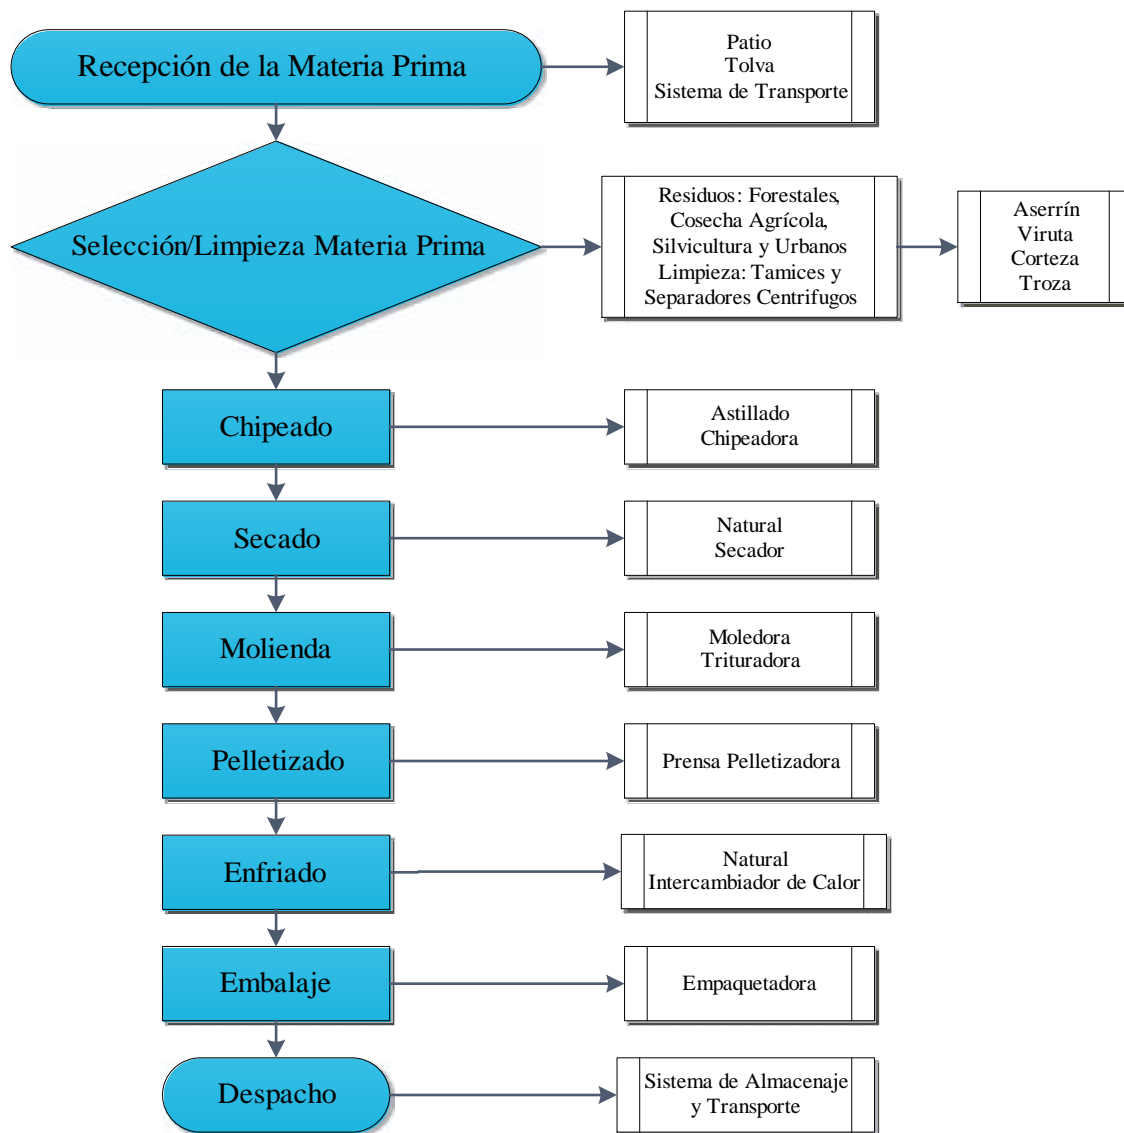 Recepción de la Materia Prima
Patio
Tolva
Sistema de Transporte
Selección/Limpieza Materia Prima
Residuos: Forestales,
Cosecha Agrícola,
Silvicultura y Urbanos
Limpieza: Tamices y
Separadores Centrifugos
Aserrín
Viruta
Corteza
Troza
Chipeado
Astillado
Chipeadora
Secado
Natural
Secador
Molienda
Moledora
Trituradora
Pelletizado
Prensa Pelletizadora
Enfriado
Natural
Intercambiador de Calor
Embalaje
Empaquetadora
Despacho
Sistema de Almacenaje
y Transporte